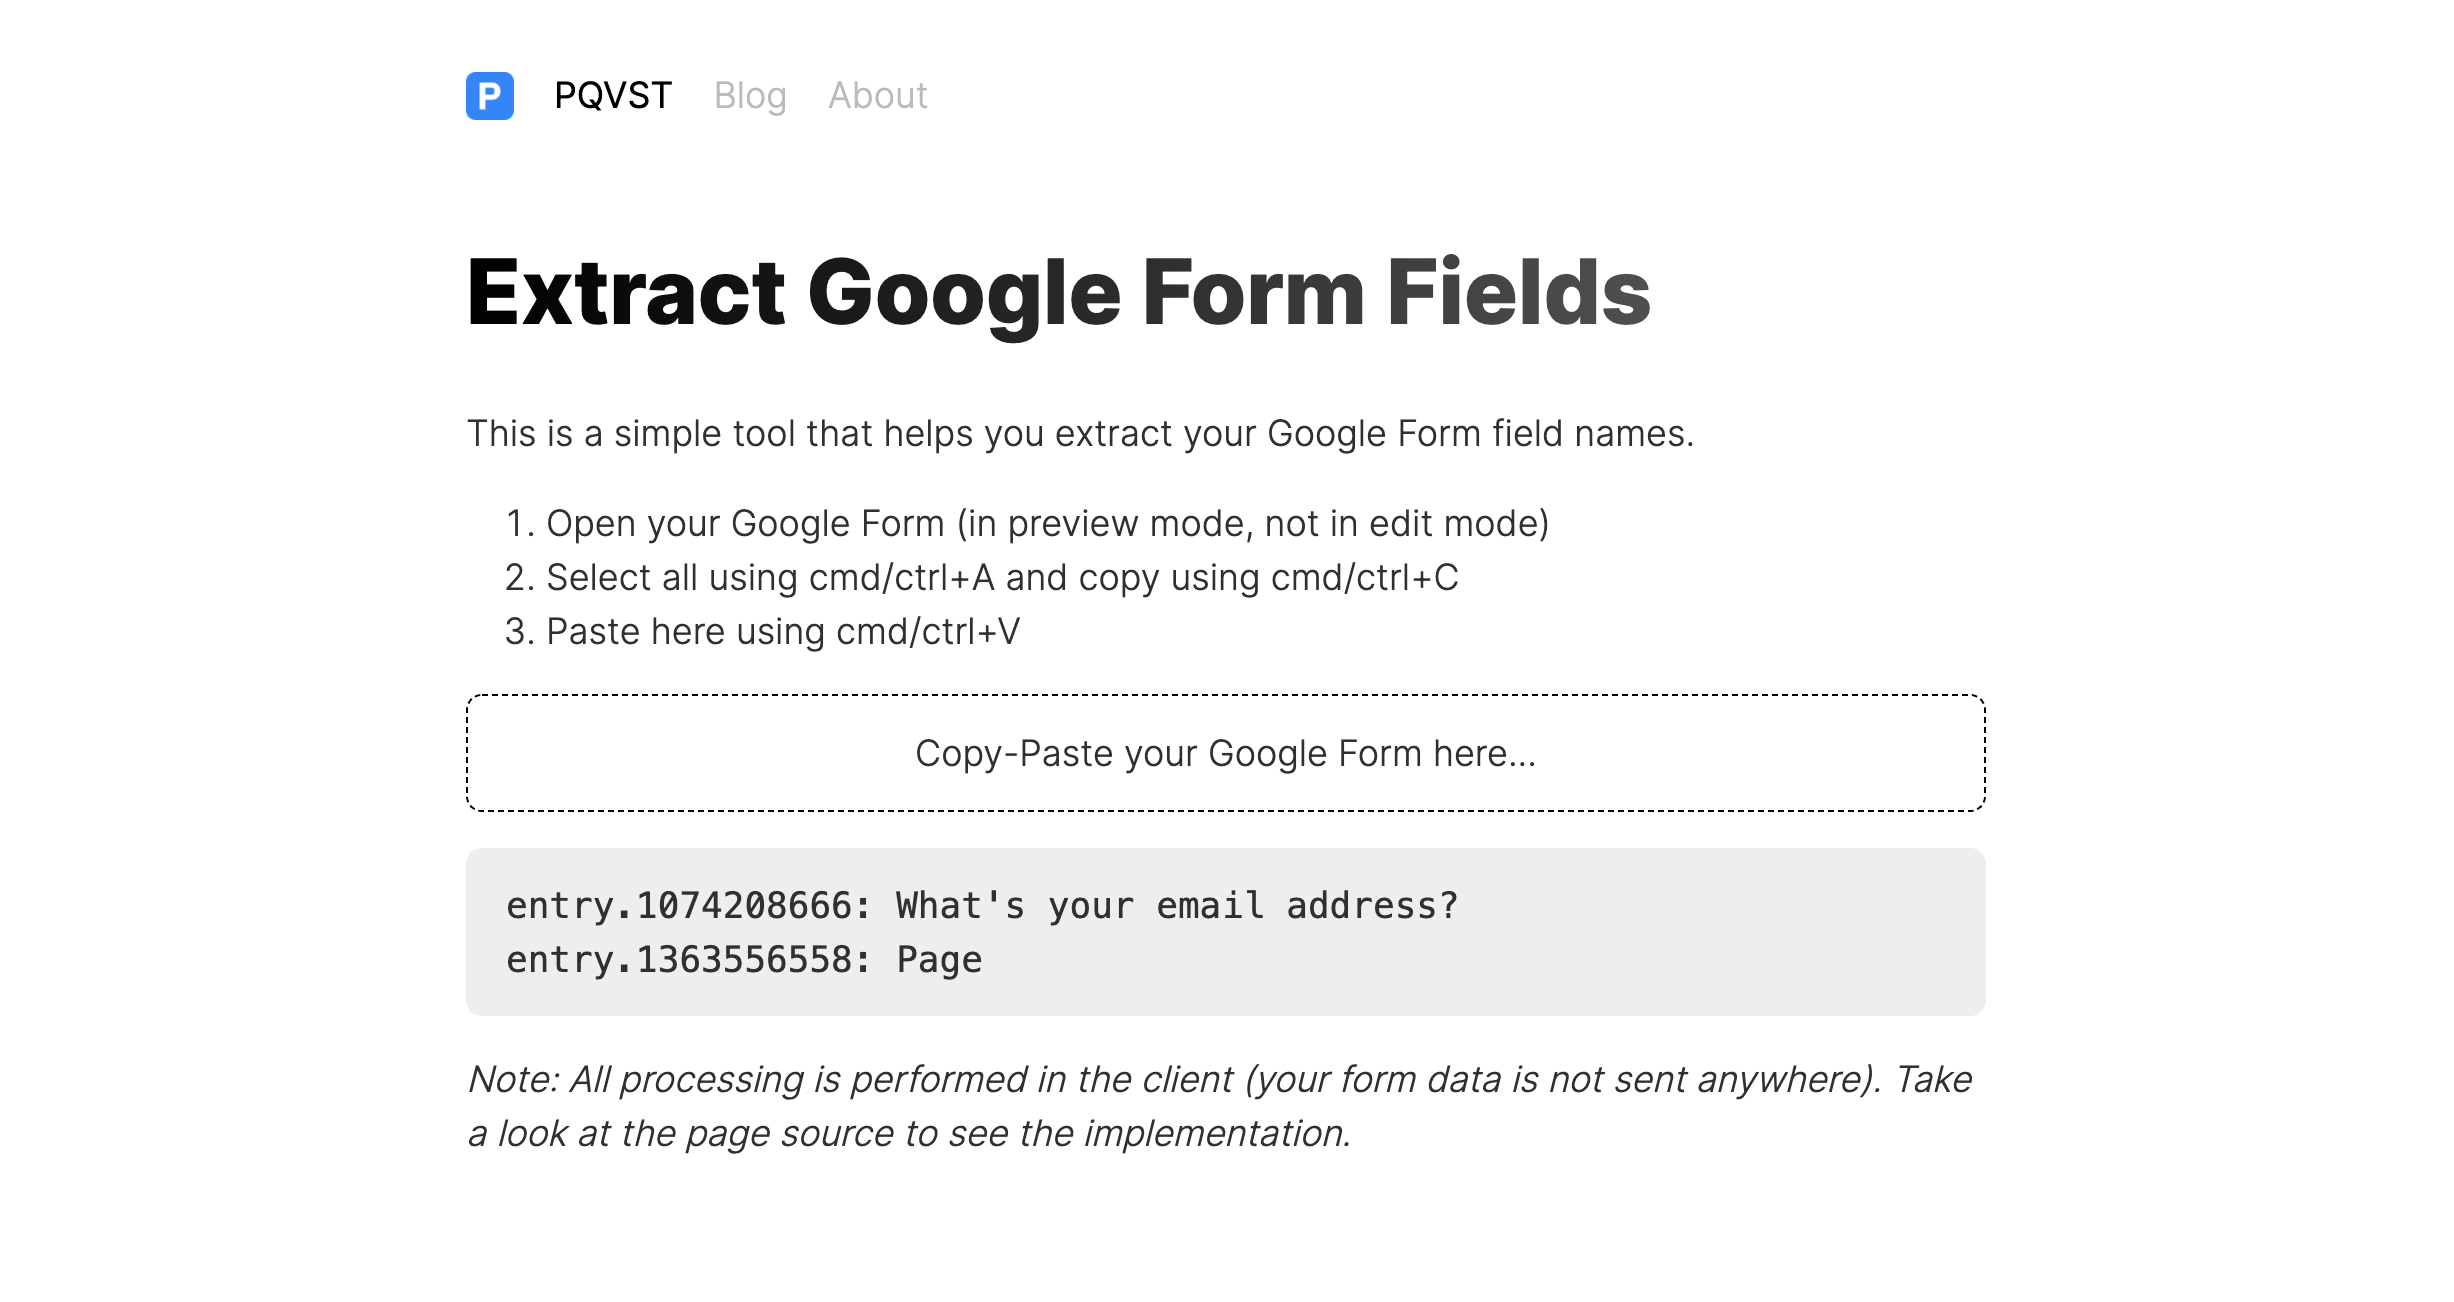 P PQVST Blog About
Extract Google Form Fields
This is a simple tool that helps you extract your Google Form field names.
1. Open your Google Form (in preview mode, not in edit mode)
2. Select all using cmd/ctrl+A and copy using cmd/ctrl+C
3. Paste here using cmd/ctrl+V
Copy-Paste your Google Form here...
entry.1074208666: What's your email address?
entry.1363556558: Page
Note: All processing is performed in the client (your form data is not sent anywhere). Take
a look at the page source to see the implementation.